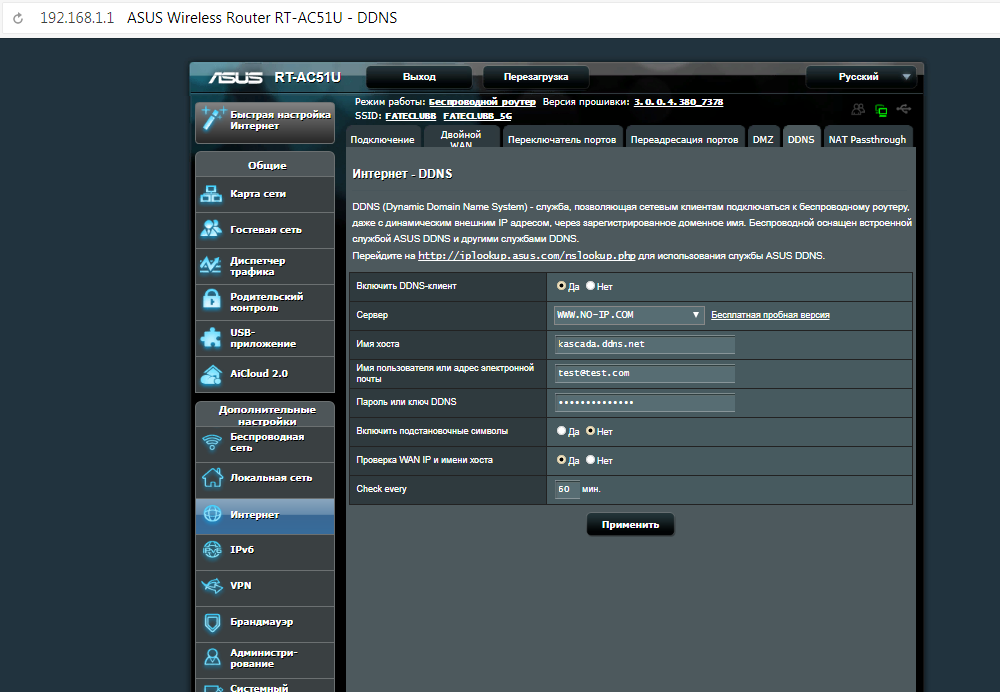 192.168.1.1 ASUS Wireless Router RT-AC51U - DDNS
ASUS RT-AC51U Выход Перезагрузка Русский
Режим работы: Беспроводной роутер Версия прошивки: 3.0.0.4.380_7378
SSID: FATECLUBB FATECLUBB_5G
Быстрая настройка
Интернет
Общие
Карта сети
Гостевая сеть
Диспетчер
трафика
Родительский
контроль
USB-
приложение
AiCloud 2.0
Дополнительные
настройки
Беспроводная
сеть
Локальная сеть
Интернет
IPv6
VPN
Брандмауэр
Администри-
рование
Системный
Подключение Двойной WAN Переключатель портов Переадресация портов DMZ DDNS NAT Passthrough
Интернет - DDNS
DDNS (Dynamic Domain Name System) - служба, позволяющая сетевым клиентам подключаться к беспроводному роутеру,
даже с динамическим внешним IP адресом, через зарегистрированное доменное имя. Беспроводной оснащен встроенной
службой ASUS DDNS и другими службами DDNS.
Перейдите на http://iplookup.asus.com/nslookup.php для использования службы ASUS DDNS.
Включить DDNS-клиент Да Нет
Сервер WWW.NO-IP.COM Бесплатная пробная версия
Имя хоста kascada.ddns.net
Имя пользователя или адрес электронной
почты test@test.com
Пароль или ключ DDNS ••••••••••••••
Включить подстановочные символы Да Нет
Проверка WAN IP и имени хоста Да Нет
Check every 60 мин.
Применить